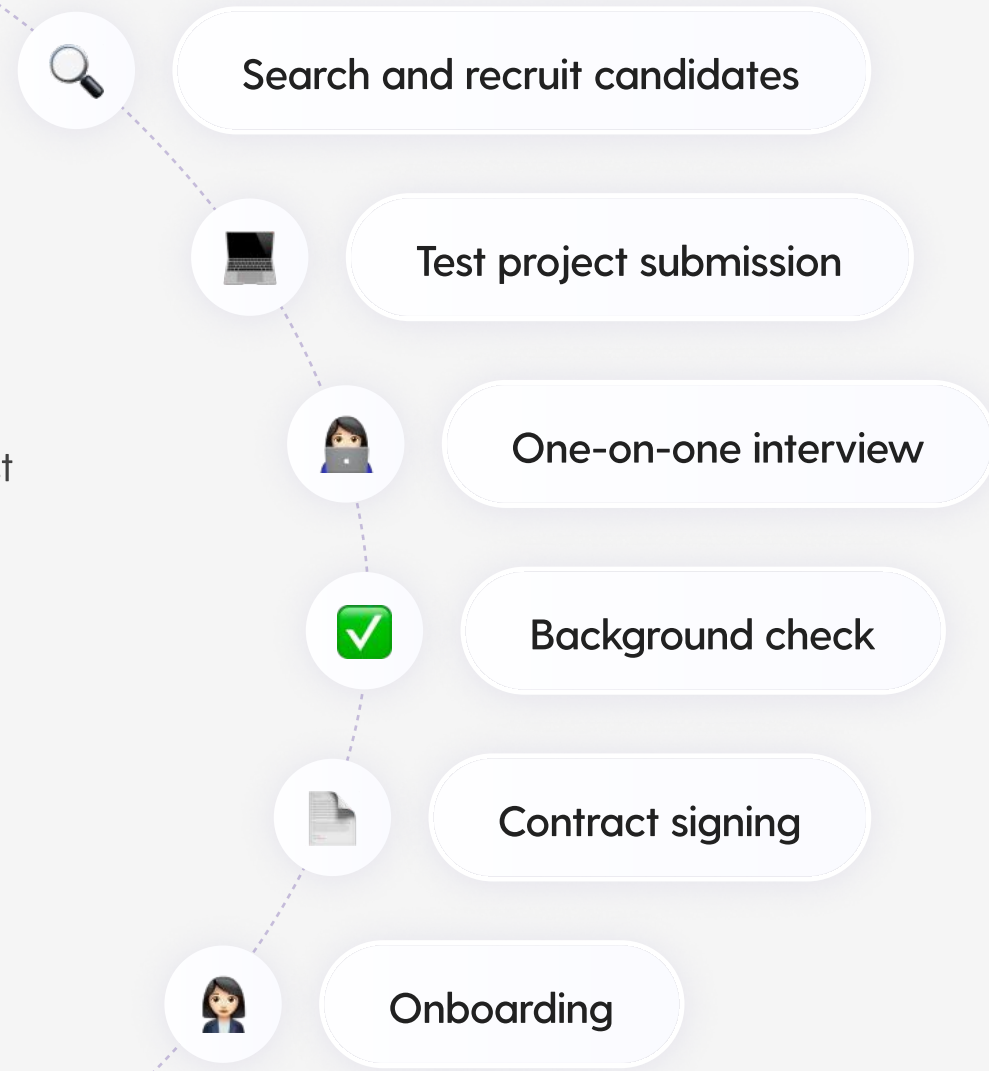 Search and recruit candidates
Test project submission
One-on-one interview
Background check
Contract signing
Onboarding